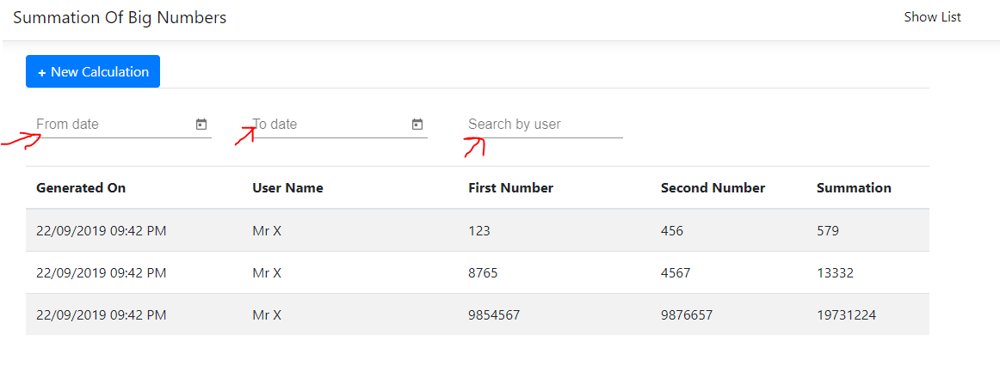 Summation Of Big Numbers Show List
+ New Calculation
From date To date Search by user
Generated On User Name First Number Second Number Summation
22/09/2019 09:42 PM Mr X 123 456 579
22/09/2019 09:42 PM Mr X 8765 4567 13332
22/09/2019 09:42 PM Mr X 9854567 9876657 19731224